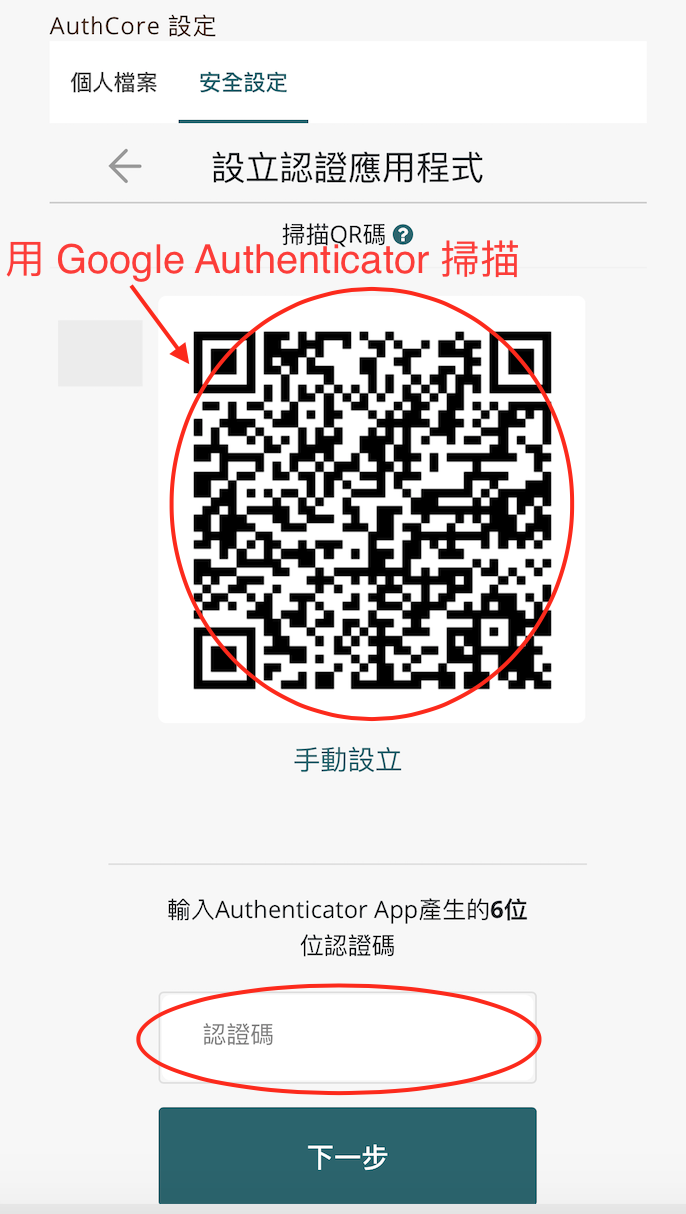 AuthCore 設定
個人檔案 安全設定
設立認證應用程式
掃描QR碼 ?
用 Google Authenticator 掃描
手動設立
輸入Authenticator App產生的6位
位認證碼
認證碼
下一步